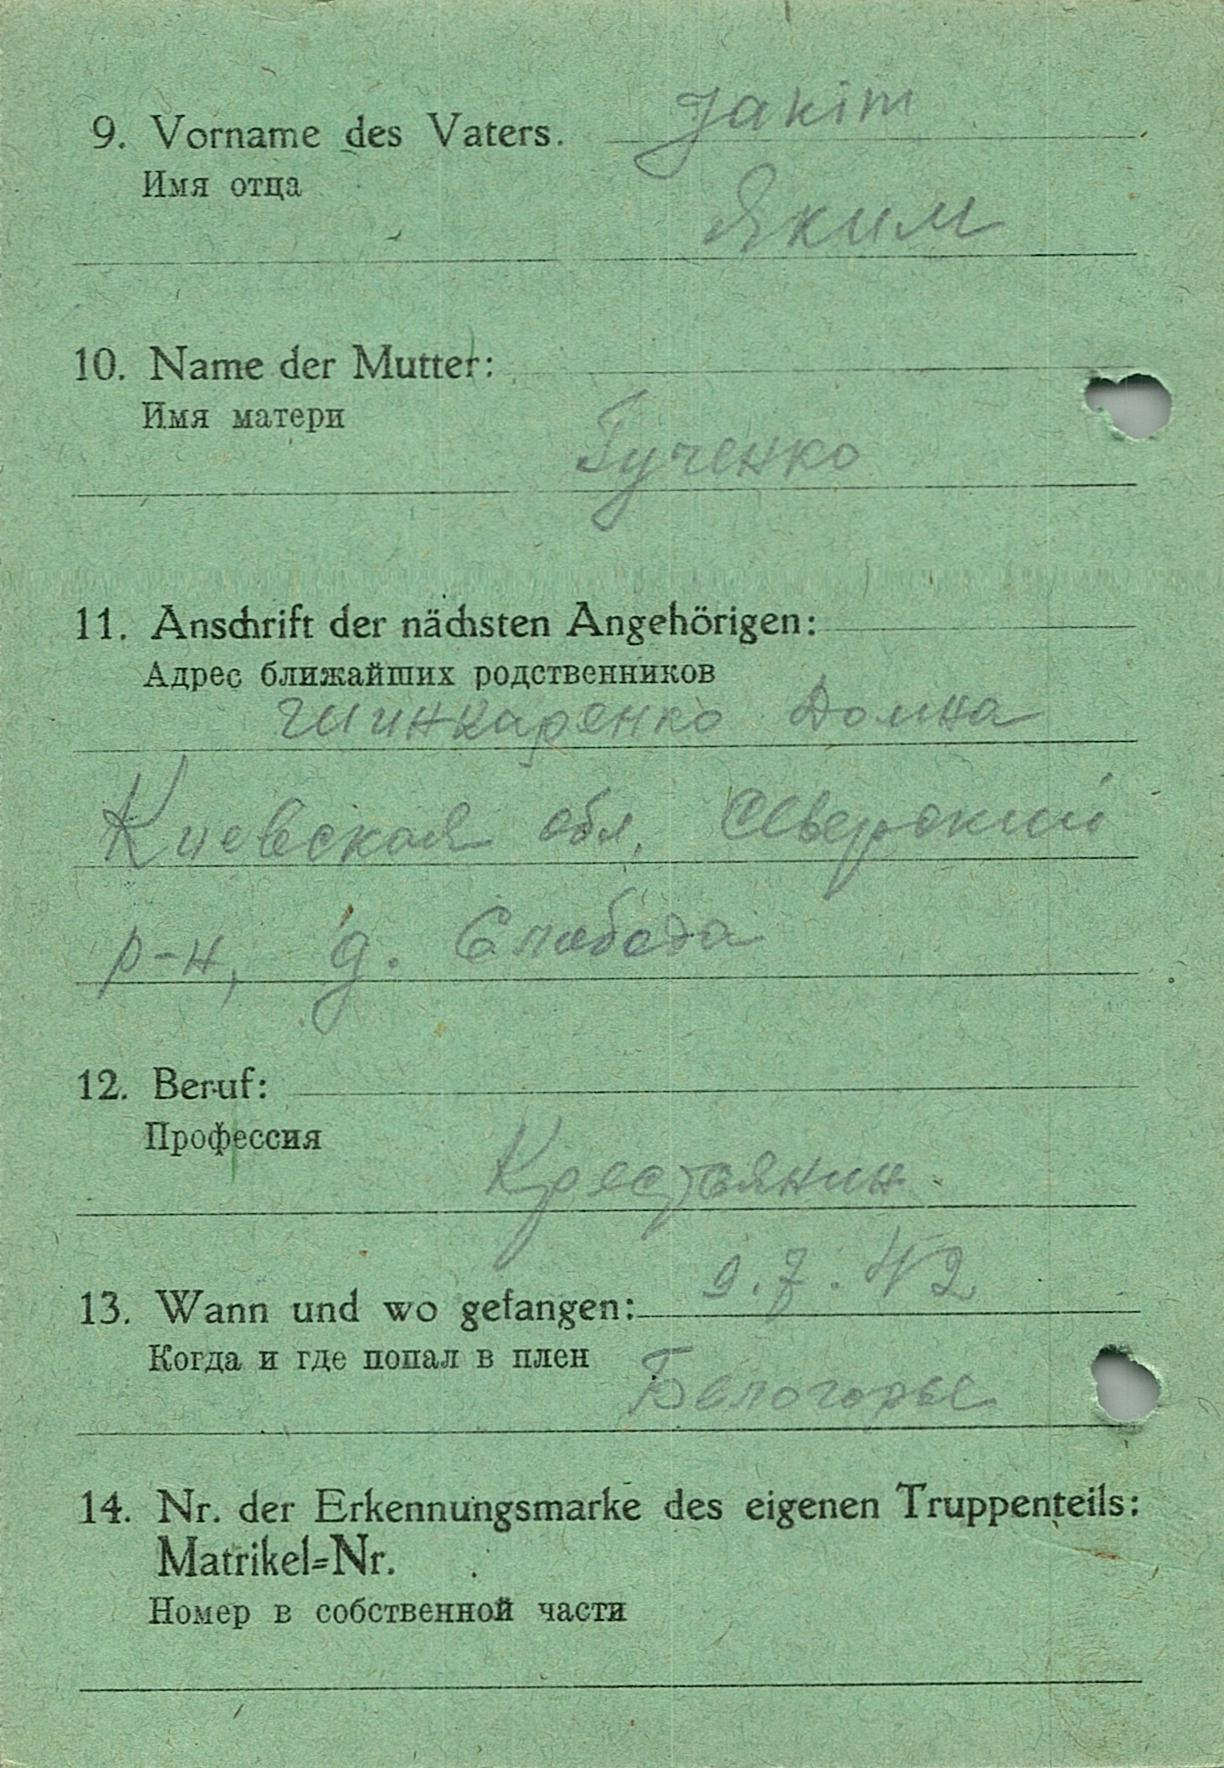 9. Vorname des Vaters. Jakim
Имя отца
Яким
10. Name der Mutter:
Имя матери
Гученко
11. Anschrift der nächsten Angehörigen:
Адрес ближайших родственников
Шинкаренко Домна
Киевская обл. Северский
р-н, д. Слобода
12. Beruf:
Профессия
Крестьянин
13. Wann und wo gefangen: 9.7.42
Когда и где попал в плен
Белогорье
14. Nr. der Erkennungsmarke des eigenen Truppenteils:
Matrikel=Nr.
Номер в собственной части